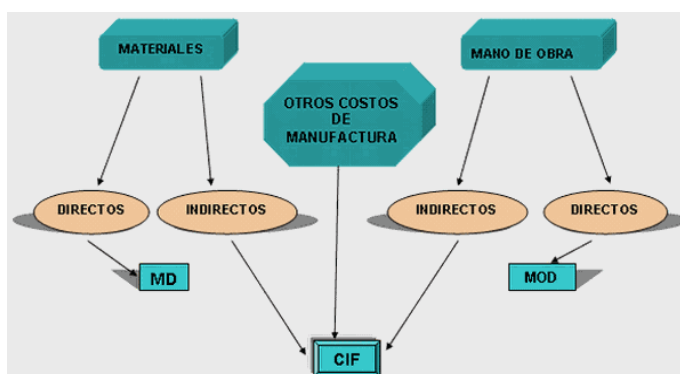 MATERIALES
MANO DE OBRA
OTROS COSTOS
DE
MANUFACTURA
DIRECTOS
INDIRECTOS
INDIRECTOS
DIRECTOS
MD
MOD
CIF